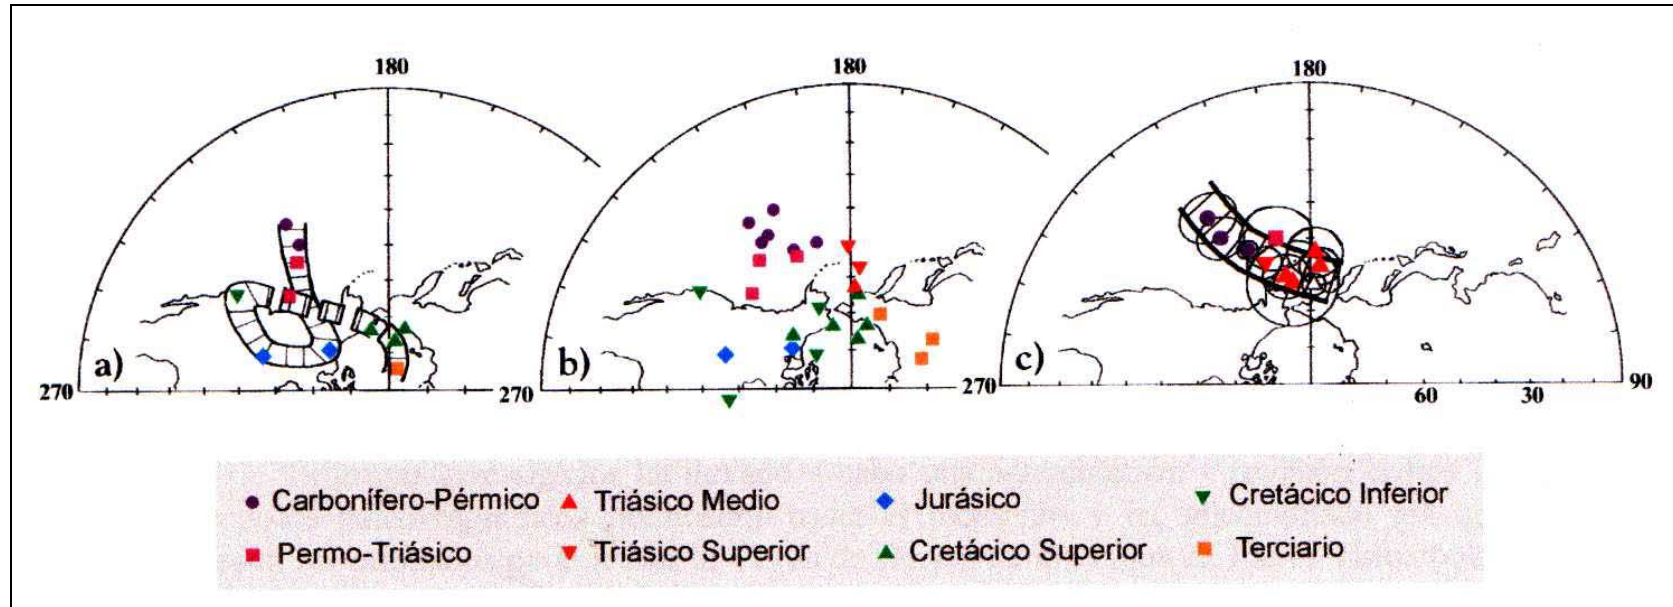 180 180 180
a) b) c)
270 270 270 90
60 30
Carbonífero-Pérmico Triásico Medio Jurásico Cretácico Inferior
Permo-Triásico Triásico Superior Cretácico Superior Terciario